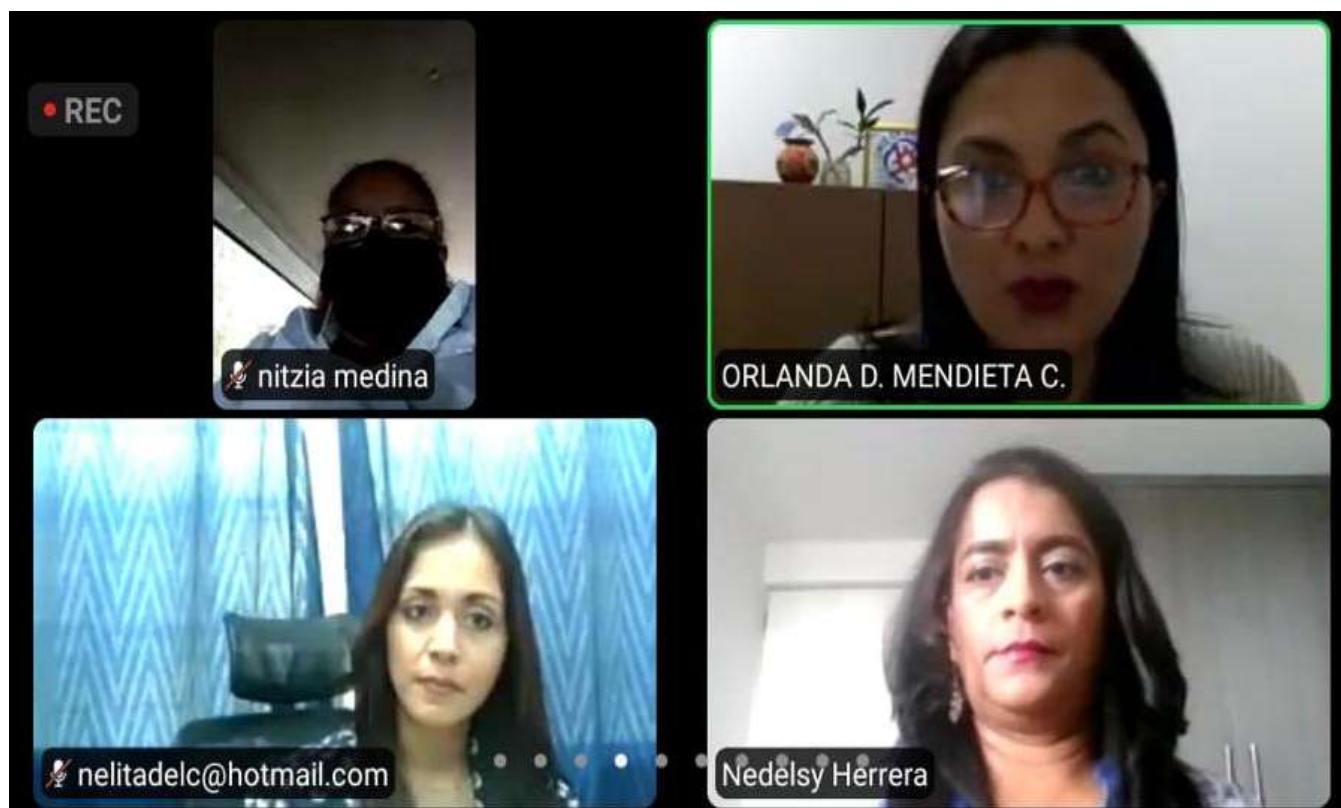 REC
nitzia medina
ORLANDA D. MENDIETA C.
nelitadelc@hotmail.com
Nedelsy Herrera